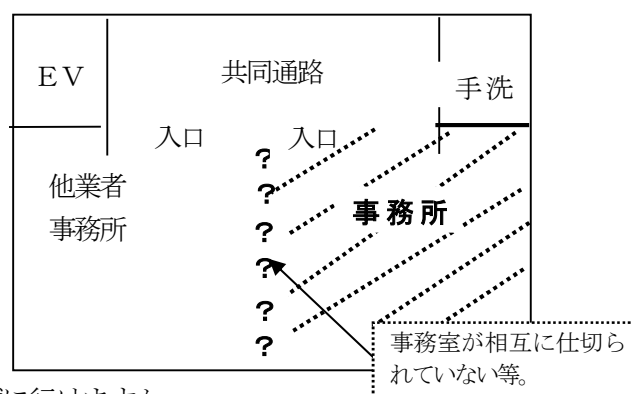 ＥＶ
共同通路
手洗
入口
入口
他業者
事務所
？
？
？
？
？
？
事務所
事務室が相互に仕切ら
れていない等。